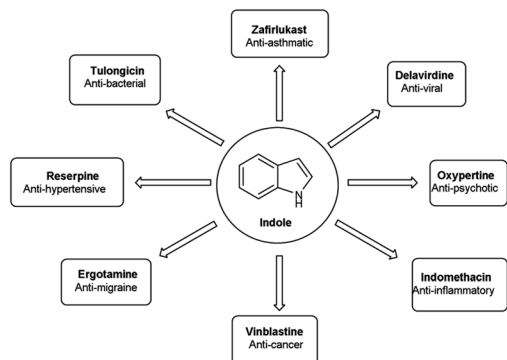 Zafirlukast
Anti-asthmatic
Tulongicin
Anti-bacterial
Delavirdine
Anti-viral
Reserpine
Anti-hypertensive
N
H
Indole
Oxypertine
Anti-psychotic
Ergotamine
Anti-migraine
Indomethacin
Anti-inflammatory
Vinblastine
Anti-cancer